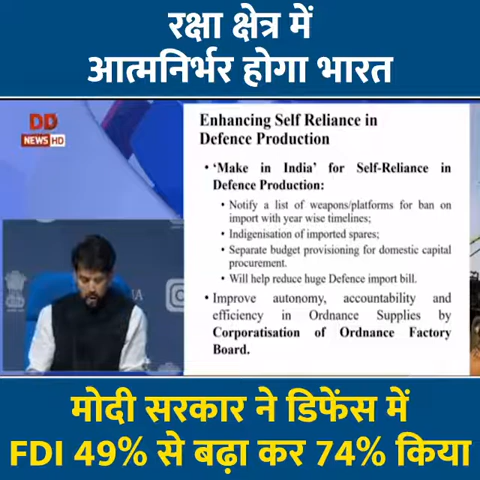 रक्षा क्षेत्र में
आत्मनिर्भर होगा भारत
DD
NEWS HD
Enhancing Self Reliance in
Defence Production
• ‘Make in India’ for Self-Reliance in
Defence Production:
• Notify a list of weapons/platforms for ban on
import with year wise timelines;
• Indigenisation of imported spares;
• Separate budget provisioning for domestic capital
procurement.
• Will help reduce huge Defence import bill.
• Improve autonomy, accountability and
efficiency in Ordnance Supplies by
Corporatisation of Ordnance Factory
Board.
मोदी सरकार ने डिफेंस में
FDI 49% से बढ़ा कर 74% किया